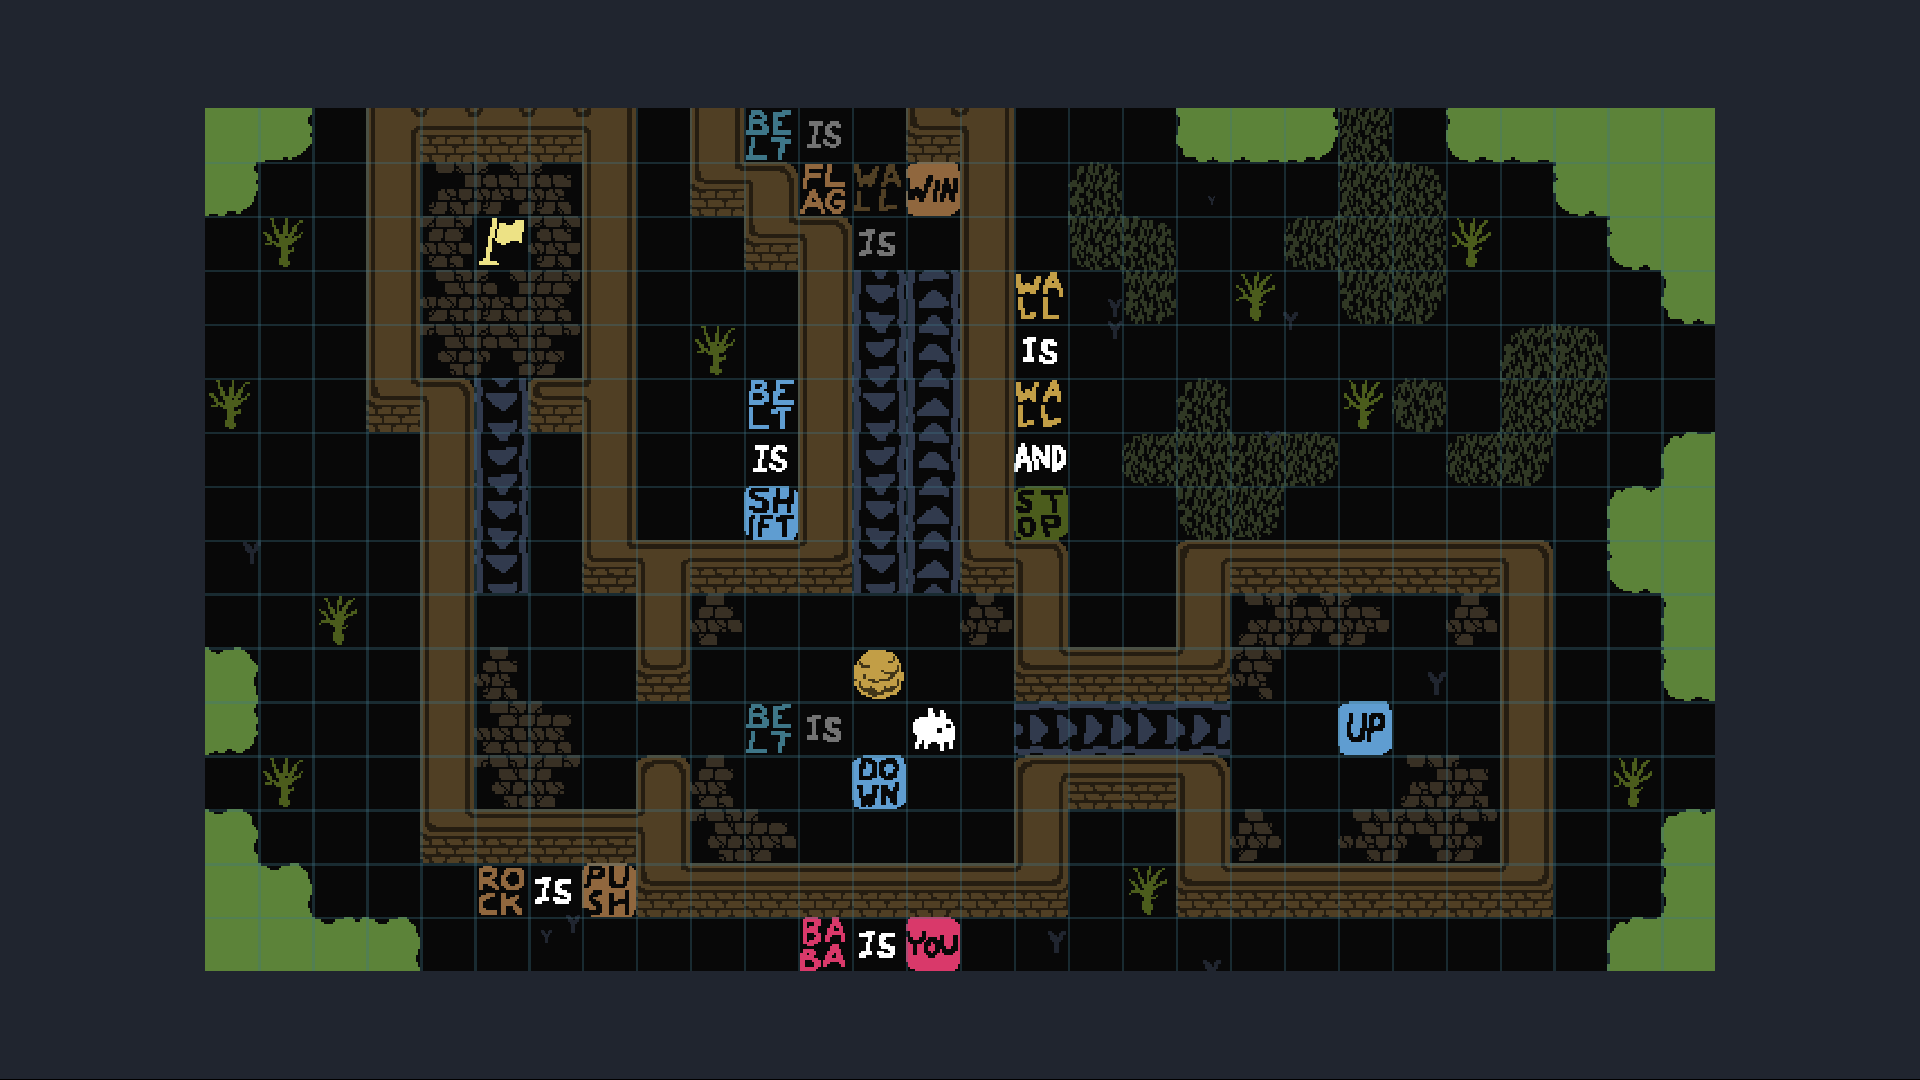 BELT IS
FLAG WALL WIN
IS
WALL
IS
BELT WALL
IS AND
SHIFT STOP
BELT IS UP
DOWN
ROCK IS PUSH
BABA IS YOU